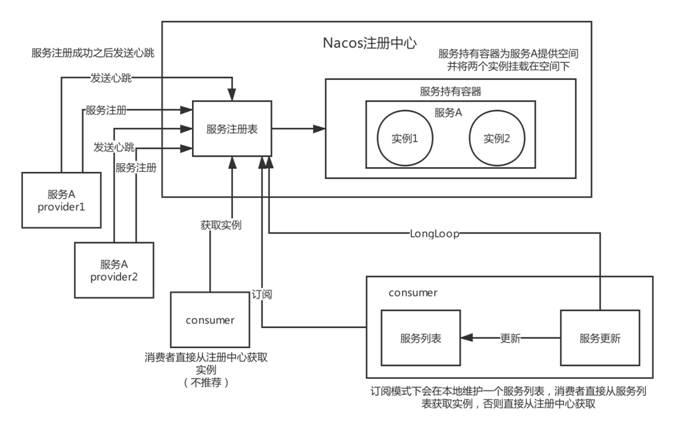 Nacos注册中心
服务注册成功之后发送心跳
服务持有容器为服务A提供空间
并将两个实例挂载在空间下
发送心跳
服务持有容器
服务注册
服务A
服务注册表
实例1
实例2
发送心跳
服务注册
服务A
provider1
获取实例
LongLoop
服务A
provider2
订阅
consumer
consumer
服务列表
更新
服务更新
消费者直接从注册中心获取
实例
（不推荐）
订阅模式下会在本地维护一个服务列表，消费者直接从服务列
表获取实例，否则直接从注册中心获取